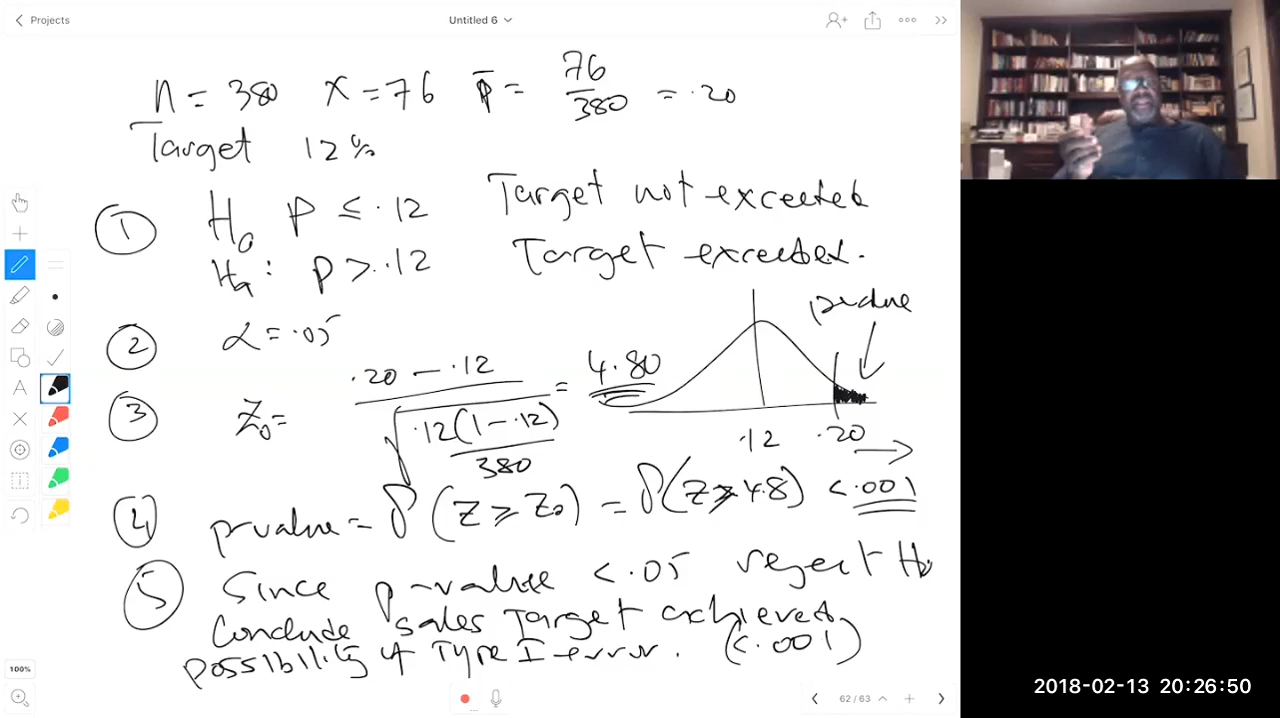 Projects
Untitled 6
n = 380 x = 76 p̄ = 76/380 = .20
Target 12%
① H₀ p ≤ .12 Target not exceeded
Hₐ: p > .12 Target exceeded.
② α = .05
p-value
③ Z₀ = .20 - .12 / √(.12(1 - .12)/380) = 4.80
.12 .20
④ p-value = P(Z ≥ Z₀) = P(Z ≥ 4.8) < .001
⑤ Since p-value < .05 reject H₀
Conclude sales Target achieved,
possibility of Type I error. (<.001)
100%
62/63
2018-02-13 20:26:50